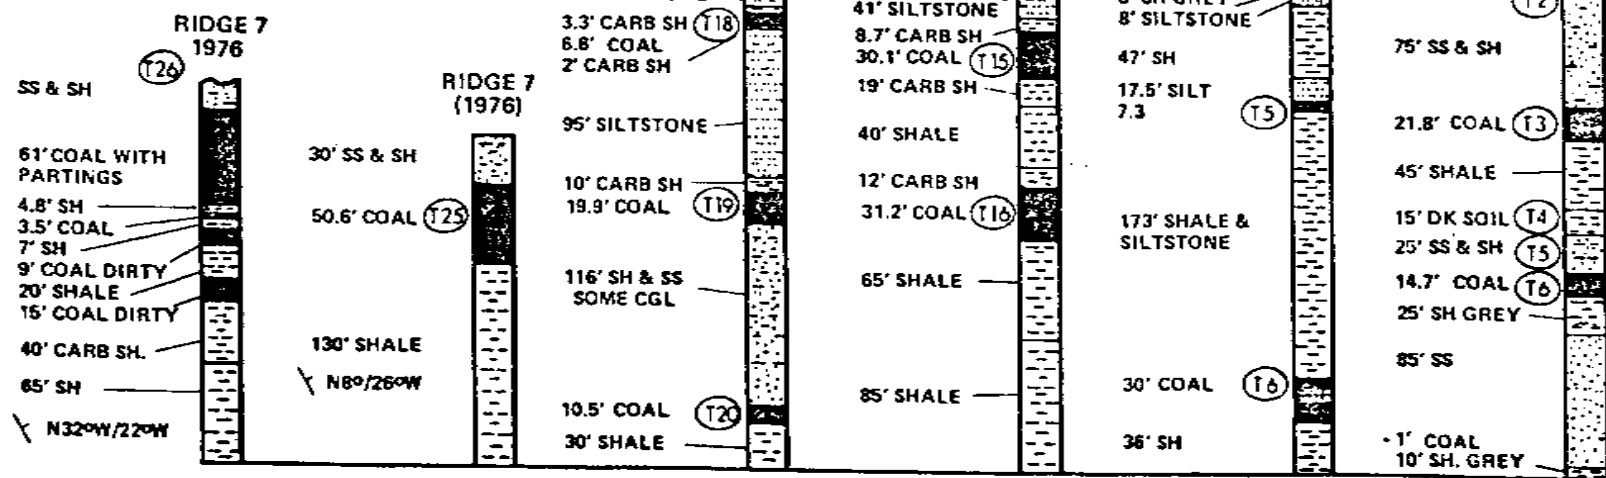 RIDGE 7
1976
T26
SS & SH
61' COAL WITH
PARTINGS
4.8' SH
3.5' COAL
7' SH
9' COAL DIRTY
20' SHALE
15' COAL DIRTY
40' CARB SH.
65' SH
N32°W/22°W
RIDGE 7
(1976)
30' SS & SH
50.6' COAL T25
130' SHALE
N8°/26°W
3.3' CARB SH T18
6.8' COAL
2' CARB SH
95' SILTSTONE
10' CARB SH
19.9' COAL T19
116' SH & SS
SOME CGL
10.5' COAL T20
30' SHALE
41' SILTSTONE
8.7' CARB SH
30.1' COAL T15
19' CARB SH
40' SHALE
12' CARB SH
31.2' COAL T16
65' SHALE
85' SHALE
8' SILTSTONE
47' SH
17.5' SILT
7.3 T5
173' SHALE &
SILTSTONE
30' COAL T6
36' SH
T2
75' SS & SH
21.8' COAL T3
45' SHALE
15' DK SOIL T4
25' SS & SH T5
14.7' COAL T6
25' SH GREY
85' SS
1' COAL
10' SH. GREY